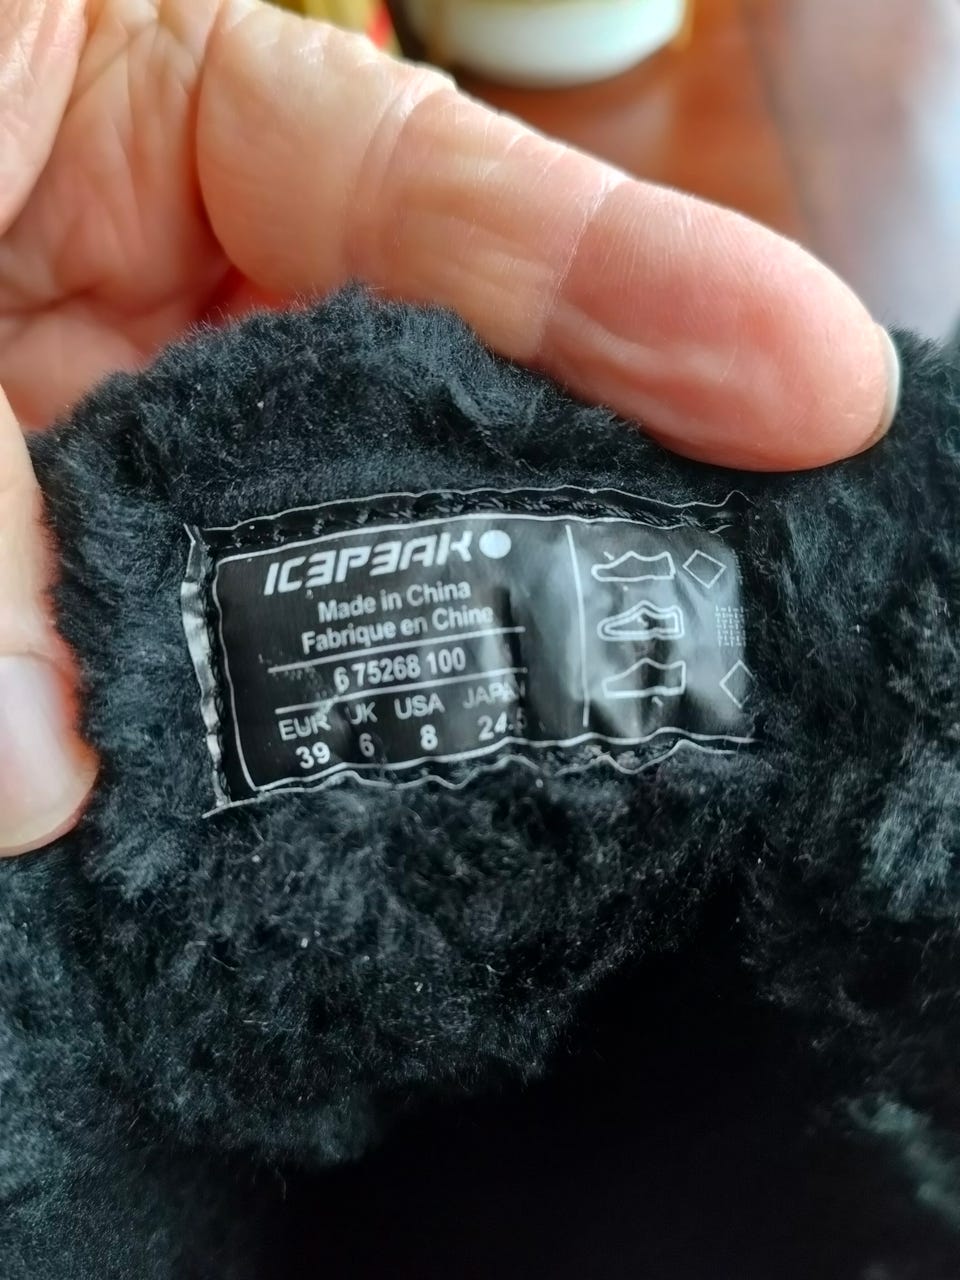 ICEPEAK
Made in China
Fabrique en Chine
6 75268 100
EUR UK USA JAPAN
39 6 8 24.5